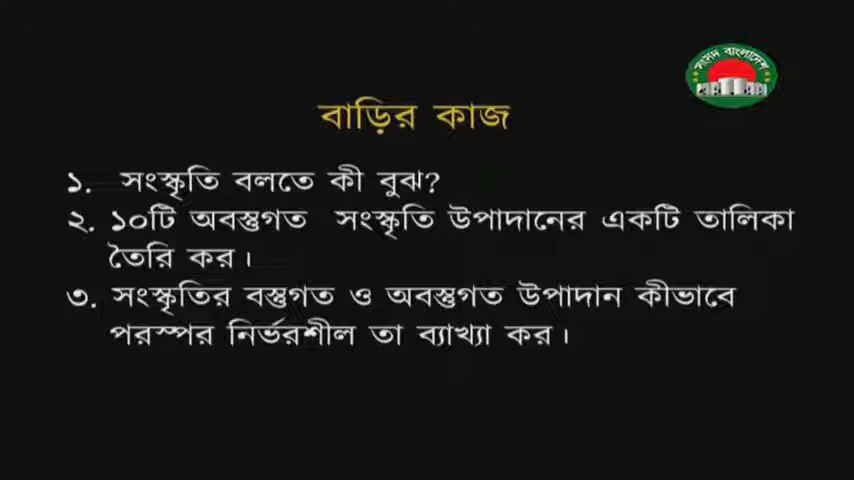 সংসদ বাংলাদেশ
বাড়ির কাজ
১. সংস্কৃতি বলতে কী বুঝ?
২. ১০টি অবস্তুগত সংস্কৃতি উপাদানের একটি তালিকা
তৈরি কর।
৩. সংস্কৃতির বস্তুগত ও অবস্তুগত উপাদান কীভাবে
পরস্পর নির্ভরশীল তা ব্যাখ্যা কর।